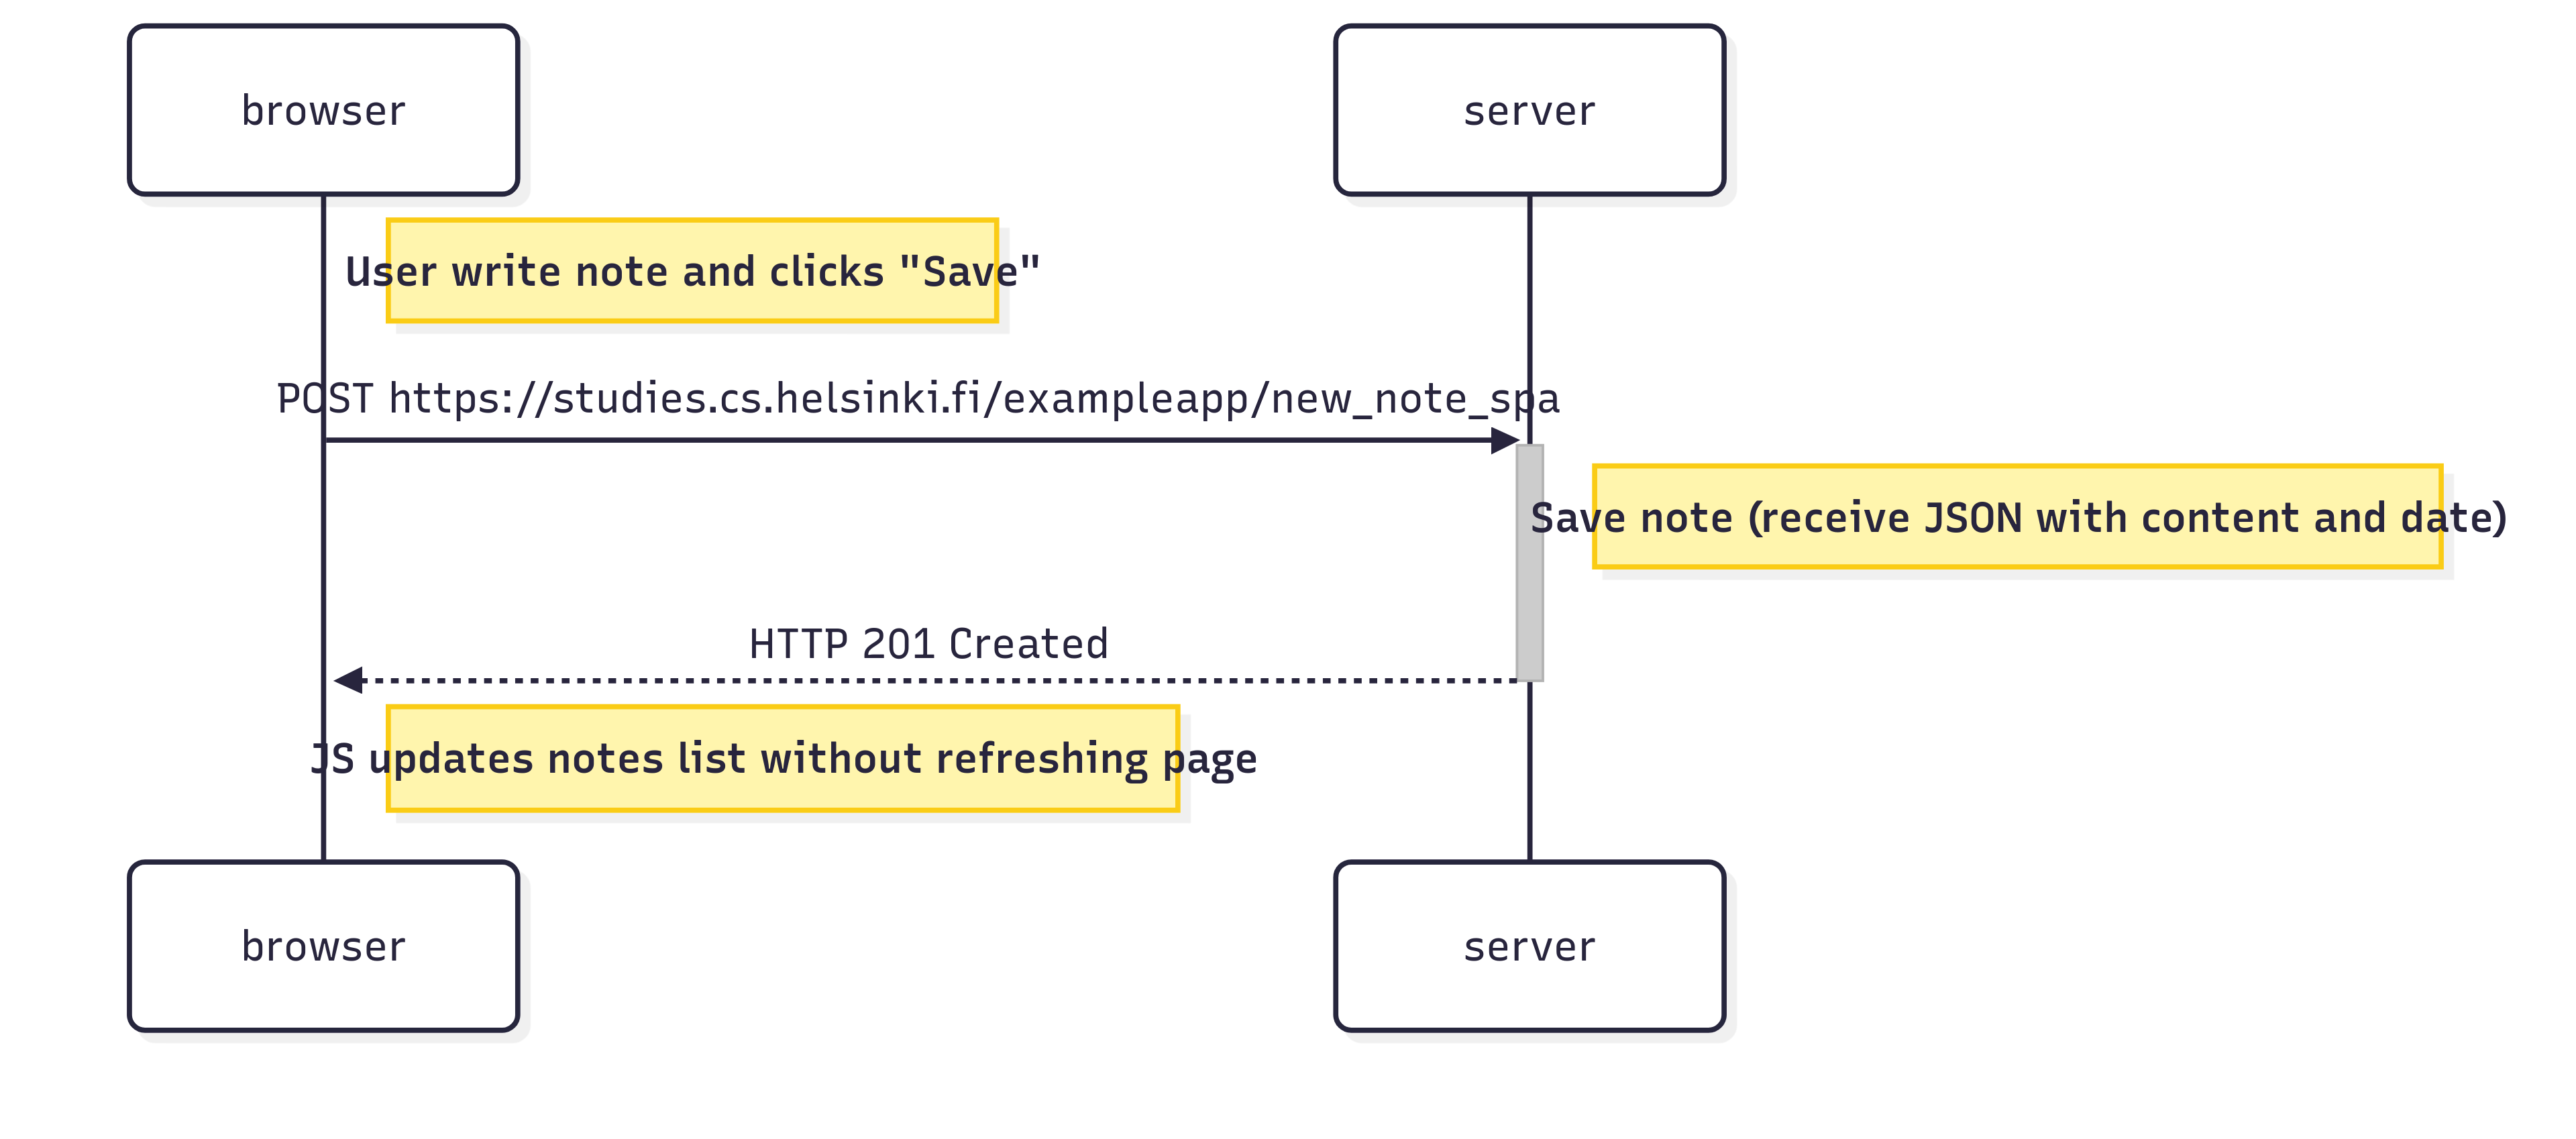 browser
server
User write note and clicks "Save"
POST https://studies.cs.helsinki.fi/exampleapp/new_note_spa
Save note (receive JSON with content and date)
HTTP 201 Created
JS updates notes list without refreshing page
browser
server